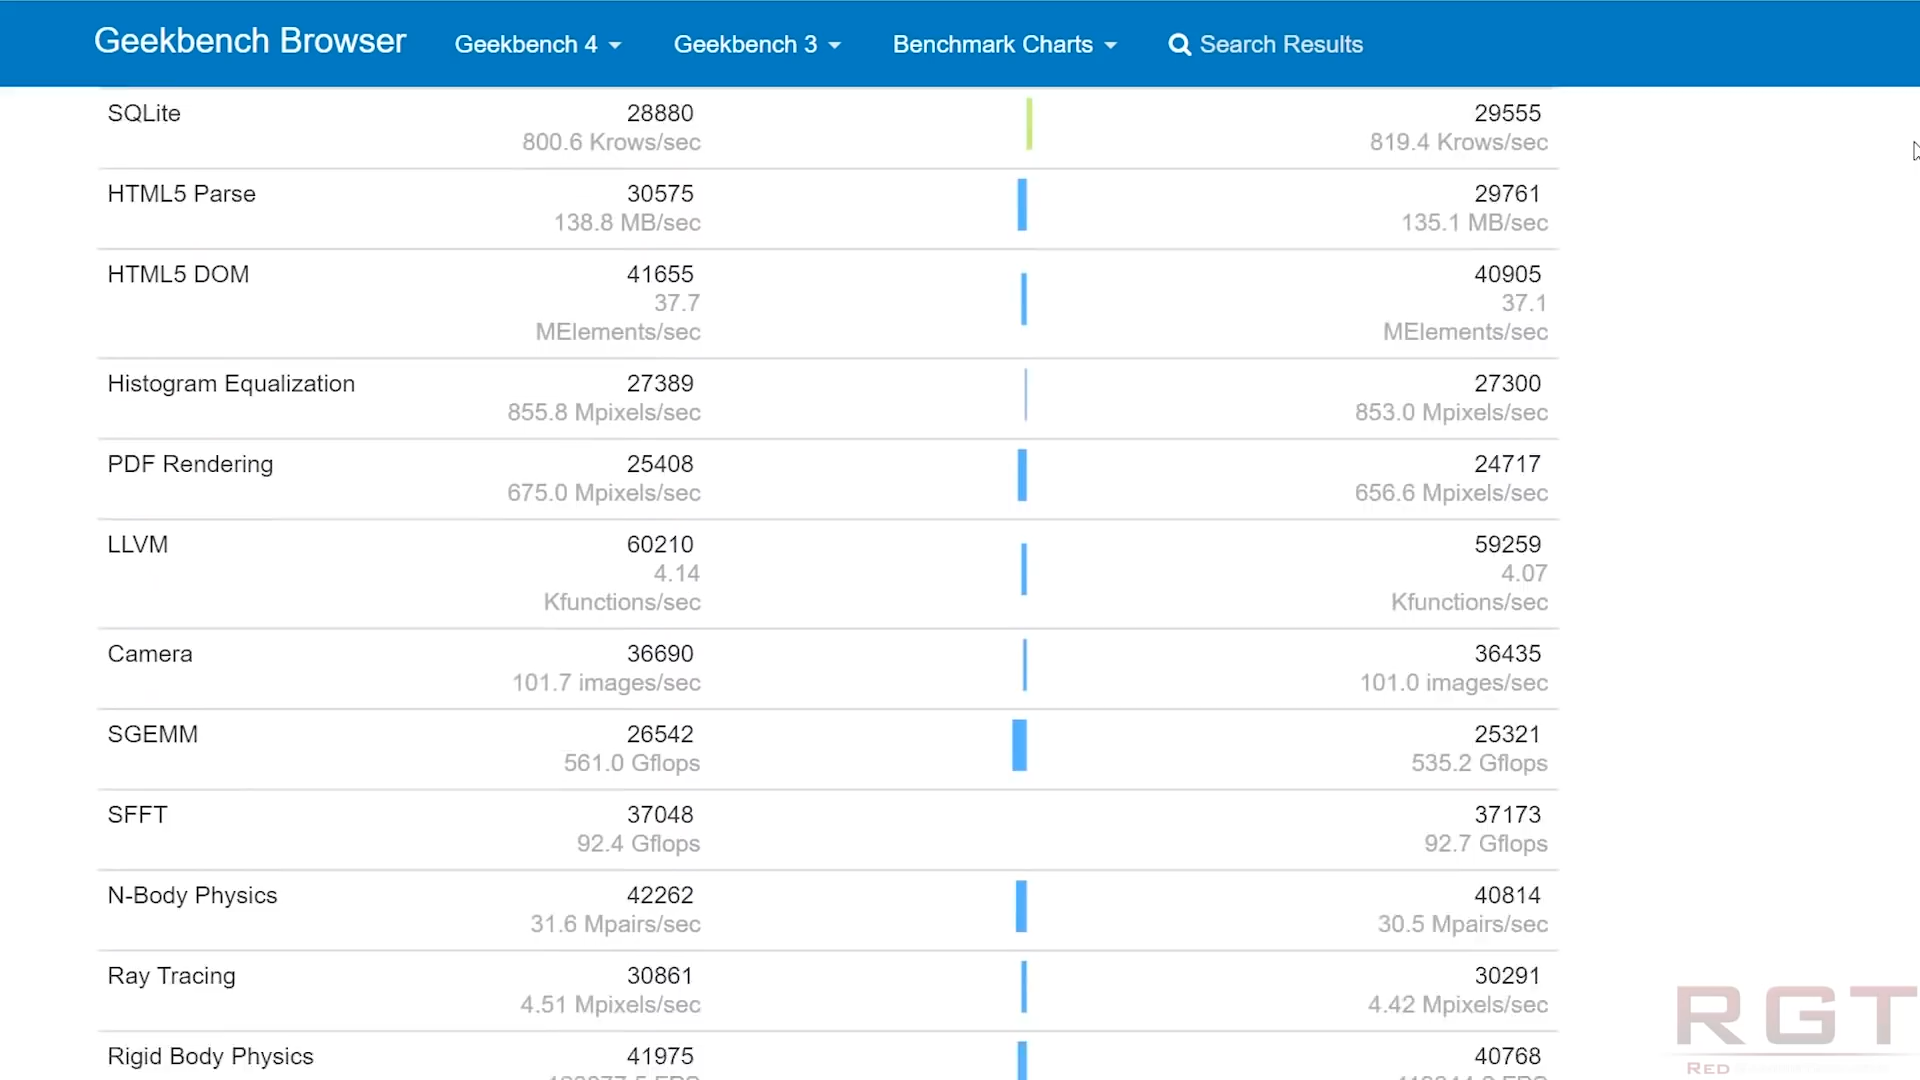 Geekbench Browser Geekbench 4 Geekbench 3 Benchmark Charts Search Results
SQLite 28880 29555
800.6 Krows/sec 819.4 Krows/sec
HTML5 Parse 30575 29761
138.8 MB/sec 135.1 MB/sec
HTML5 DOM 41655 40905
37.7 37.1
MElements/sec MElements/sec
Histogram Equalization 27389 27300
855.8 Mpixels/sec 853.0 Mpixels/sec
PDF Rendering 25408 24717
675.0 Mpixels/sec 656.6 Mpixels/sec
LLVM 60210 59259
4.14 4.07
Kfunctions/sec Kfunctions/sec
Camera 36690 36435
101.7 images/sec 101.0 images/sec
SGEMM 26542 25321
561.0 Gflops 535.2 Gflops
SFFT 37048 37173
92.4 Gflops 92.7 Gflops
N-Body Physics 42262 40814
31.6 Mpairs/sec 30.5 Mpairs/sec
Ray Tracing 30861 30291
4.51 Mpixels/sec 4.42 Mpixels/sec
Rigid Body Physics 41975 40768
RGT
RED